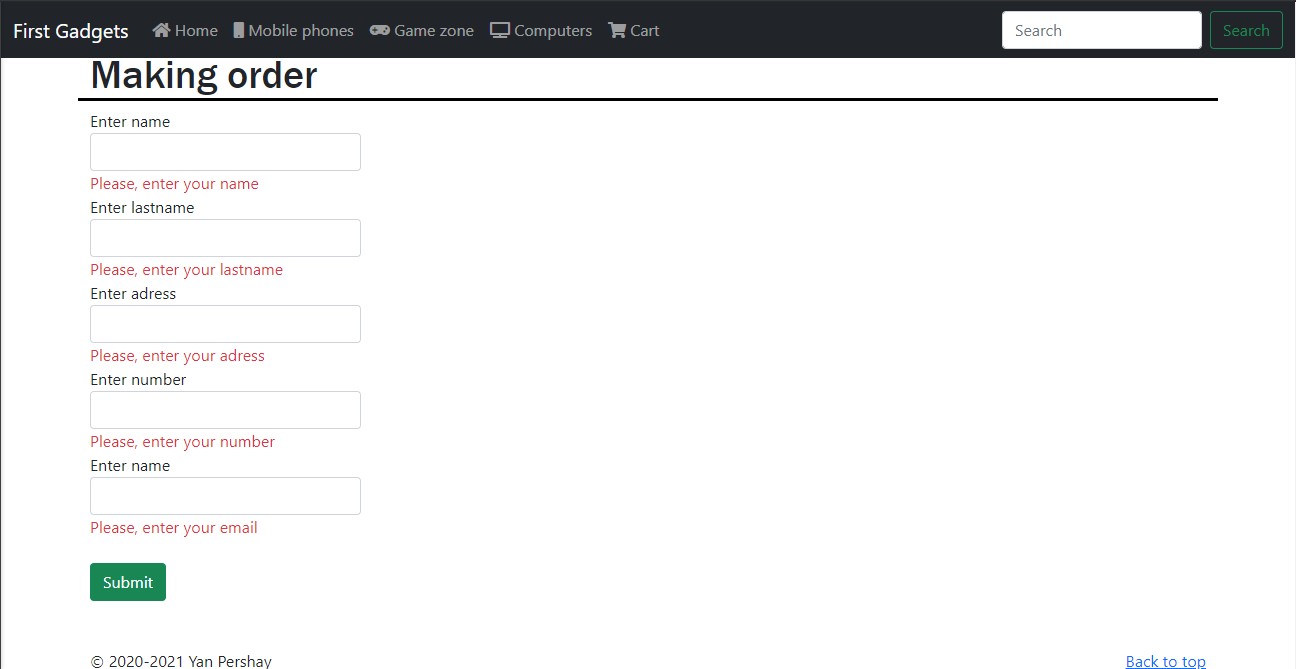 First Gadgets Home Mobile phones Game zone Computers Cart Search Search
Making order
Enter name
Please, enter your name
Enter lastname
Please, enter your lastname
Enter adress
Please, enter your adress
Enter number
Please, enter your number
Enter name
Please, enter your email
Submit
© 2020-2021 Yan Pershay Back to top